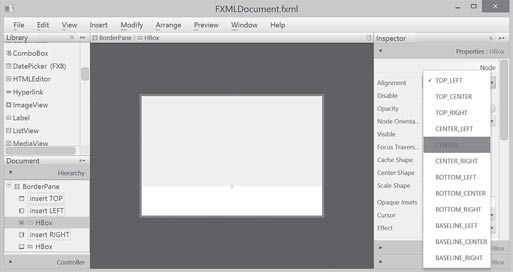 FXMLDocument.fxml
File Edit View Insert Modify Arrange Preview Window Help
Library
ComboBox
DatePicker (FX8)
HTMLEditor
Hyperlink
ImageView
Label
ListView
MediaView
Document
Hierarchy
BorderPane
insert TOP
insert LEFT
HBox
insert RIGHT
HBox
Controller
BorderPane HBox
Inspector
Properties : HBox
Node
Alignment
Disable
Opacity
Node Orienta...
Visible
Focus Travers...
Cache Shape
Center Shape
Scale Shape
Opaque Insets
Cursor
Effect
✓ TOP_LEFT
TOP_CENTER
TOP_RIGHT
CENTER_LEFT
CENTER
CENTER_RIGHT
BOTTOM_LEFT
BOTTOM_CENTER
BOTTOM_RIGHT
BASELINE_LEFT
BASELINE_CENTER
BASELINE_RIGHT